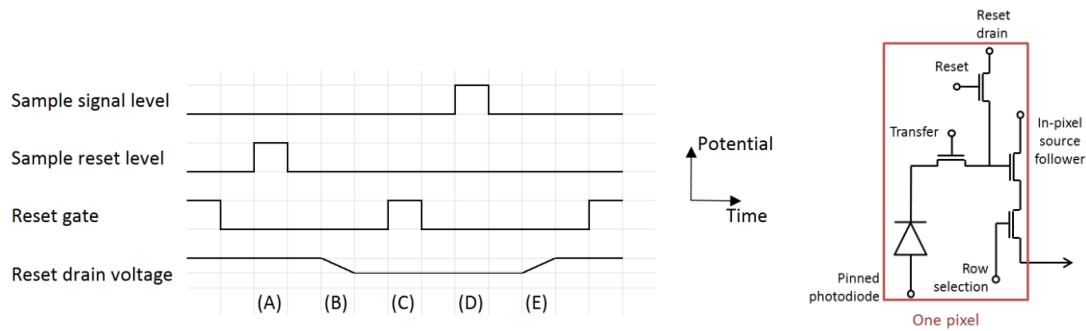 Sample signal level
Sample reset level
Reset gate
Reset drain voltage
(A) (B) (C) (D) (E)
Potential
Time
Reset
drain
Reset
Transfer
In-pixel
source
follower
Pinned
photodiode
Row
selection
One pixel